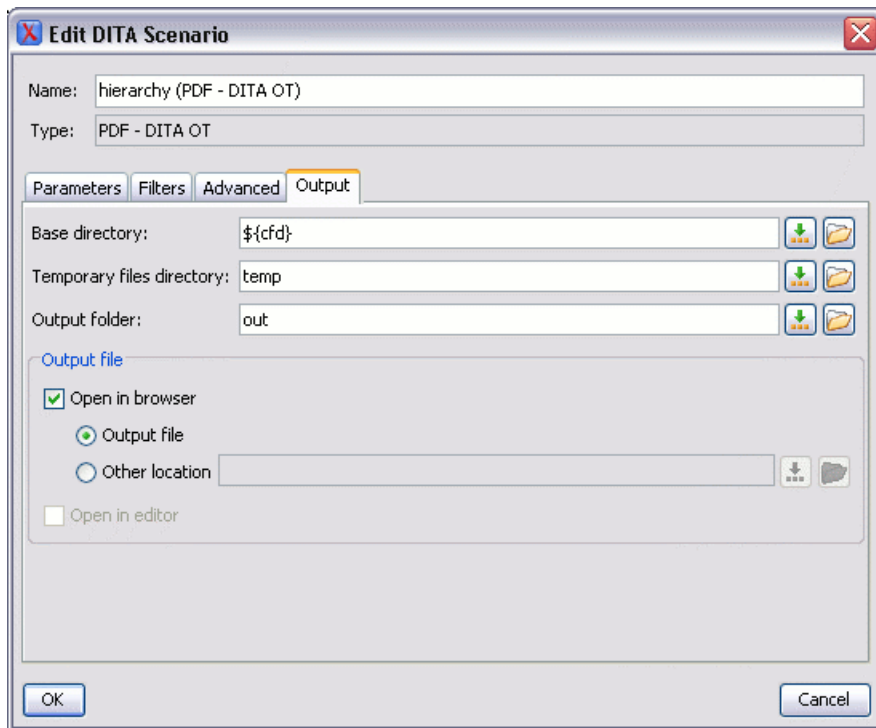 Edit DITA Scenario
Name: hierarchy (PDF - DITA OT)
Type: PDF - DITA OT
Parameters Filters Advanced Output
Base directory: ${cfd}
Temporary files directory: temp
Output folder: out
Output file
Open in browser
Output file
Other location
Open in editor
OK Cancel